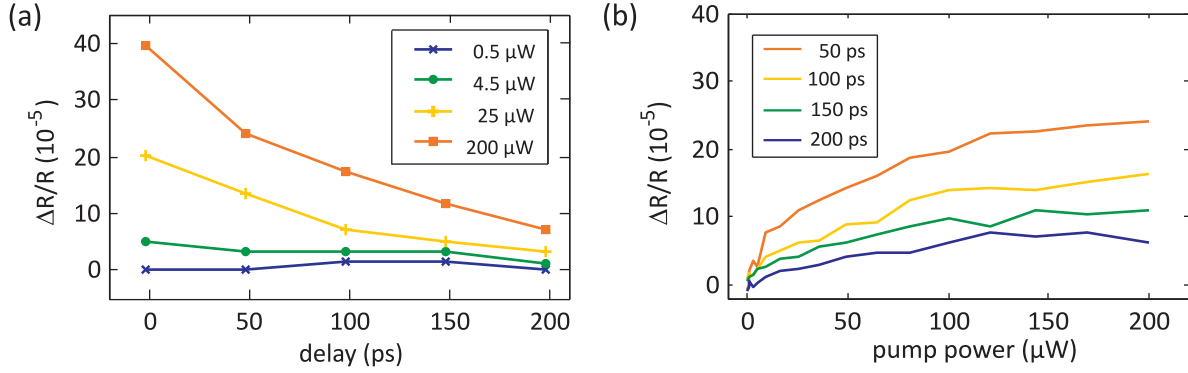 (a)
40
30
20
10
0
ΔR/R (10⁻⁵)
0.5 µW
4.5 µW
25 µW
200 µW
0 50 100 150 200
delay (ps)
(b)
40
30
20
10
0
ΔR/R (10⁻⁵)
50 ps
100 ps
150 ps
200 ps
0 50 100 150 200
pump power (µW)